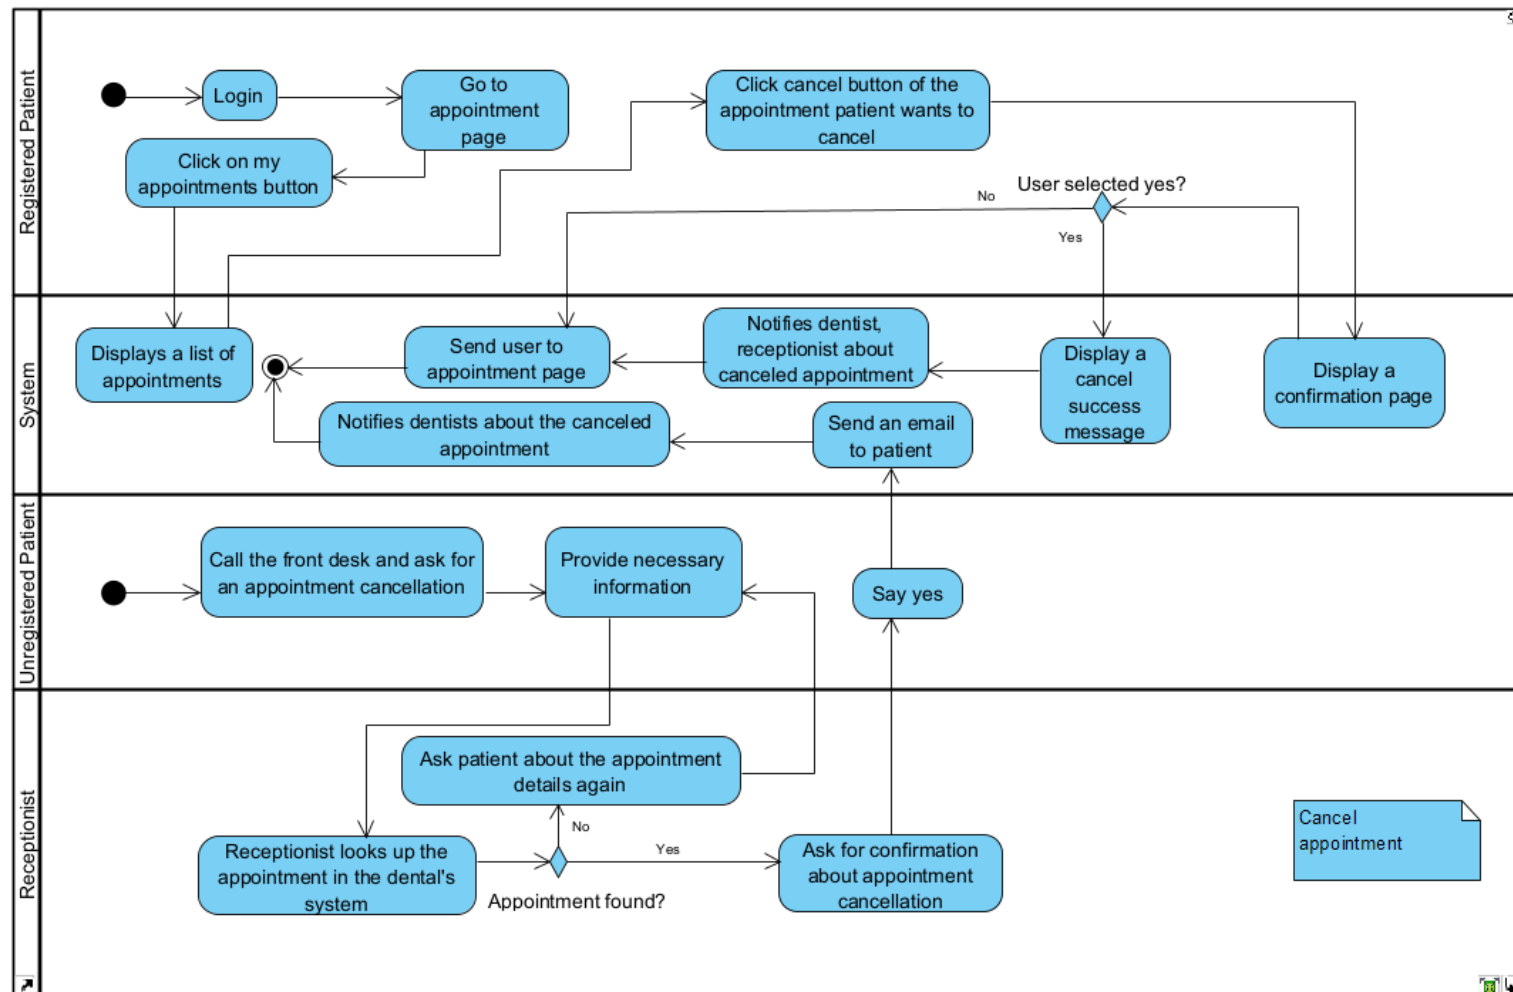 Registered Patient
Login
Go to
appointment
page
Click cancel button of the
appointment patient wants to
cancel
Click on my
appointments button
User selected yes?
No
Yes
System
Displays a list of
appointments
Send user to
appointment page
Notifies dentist,
receptionist about
canceled appointment
Display a
cancel
success
message
Display a
confirmation page
Notifies dentists about the canceled
appointment
Send an email
to patient
Unregistered Patient
Call the front desk and ask for
an appointment cancellation
Provide necessary
information
Say yes
Receptionist
Ask patient about the appointment
details again
No
Yes
Receptionist looks up the
appointment in the dental's
system
Appointment found?
Ask for confirmation
about appointment
cancellation
Cancel
appointment